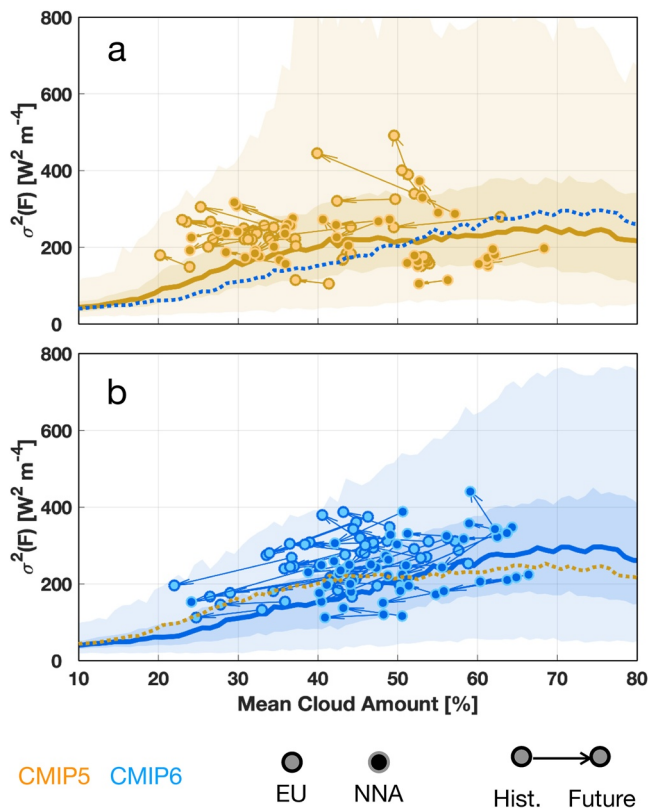 800
a
600
σ²(F) [W² m⁻⁴]
400
200
0
800
b
600
σ²(F) [W² m⁻⁴]
400
200
0
10 20 30 40 50 60 70 80
Mean Cloud Amount [%]
CMIP5 CMIP6
EU NNA Hist. Future